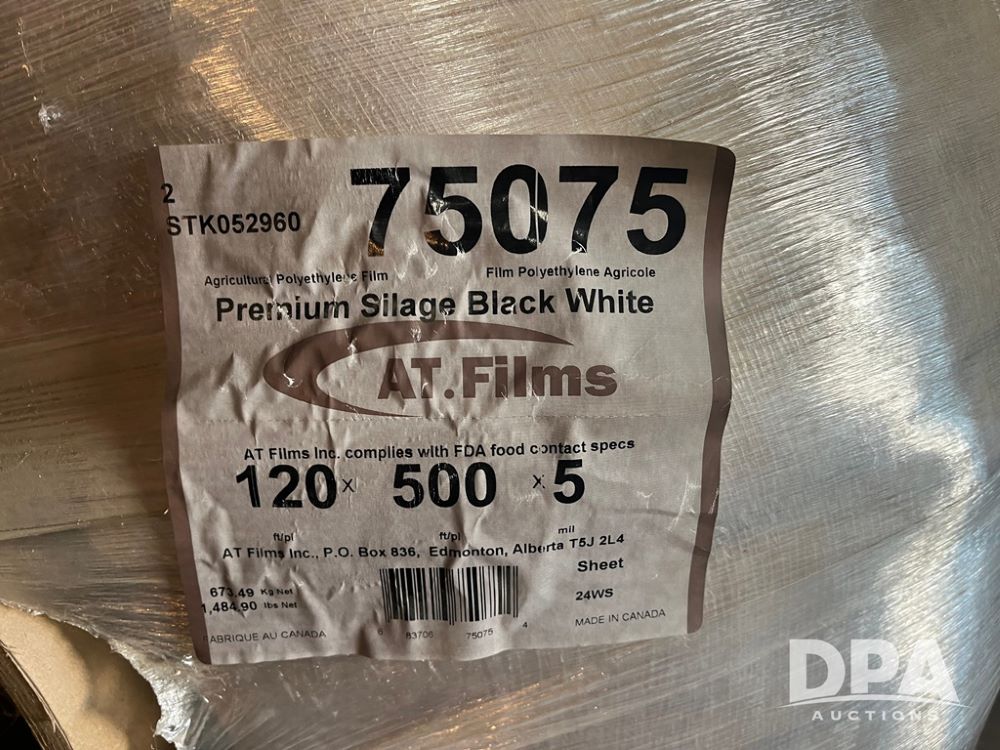 2
STK052960
75075
Agricultural Polyethylene Film Film Polyethylene Agricole
Premium Silage Black White
AT.Films
AT Films Inc. complies with FDA food contact specs
120 x 500 x 5
ft/pi ft/pi mil
AT Films Inc., P.O. Box 836, Edmonton, Alberta T5J 2L4
Sheet
673.49 Kg Net
24WS
1,484.90 lbs Net
FABRIQUE AU CANADA
6 83706 75075 4
MADE IN CANADA
DPA
AUCTIONS